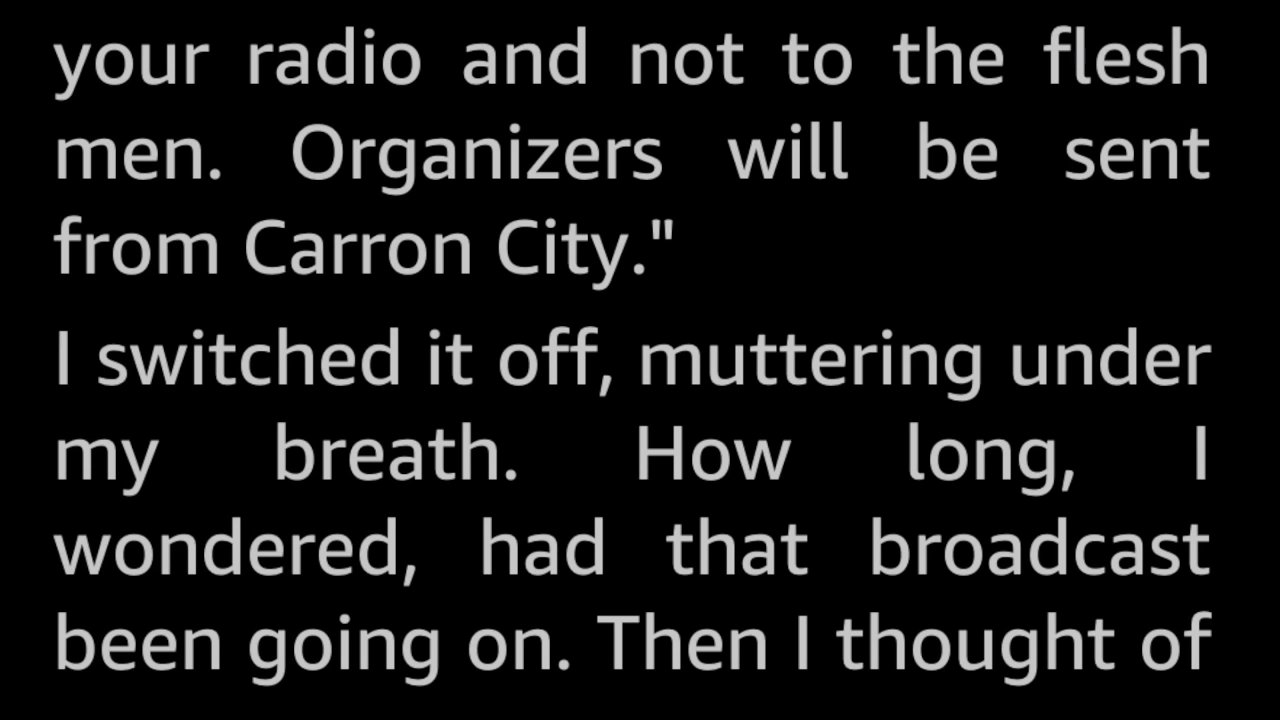 your radio and not to the flesh
men. Organizers will be sent
from Carron City."
I switched it off, muttering under
my breath. How long, I
wondered, had that broadcast
been going on. Then I thought of